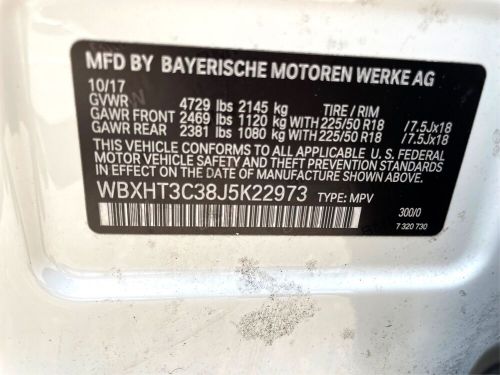 MFD BY BAYERISCHE MOTOREN WERKE AG
10/17
GVWR 4729 lbs 2145 kg TIRE / RIM
GAWR FRONT 2469 lbs 1120 kg WITH 225/50 R18 /7.5Jx18
GAWR REAR 2381 lbs 1080 kg WITH 225/50 R18 /7.5Jx18
THIS VEHICLE CONFORMS TO ALL APPLICABLE U. S. FEDERAL
MOTOR VEHICLE SAFETY AND THEFT PREVENTION STANDARDS
IN EFFECT ON THE DATE OF MANUFACTURE SHOWN ABOVE.
WBXHT3C38J5K22973 TYPE: MPV
300/0
7 320 730